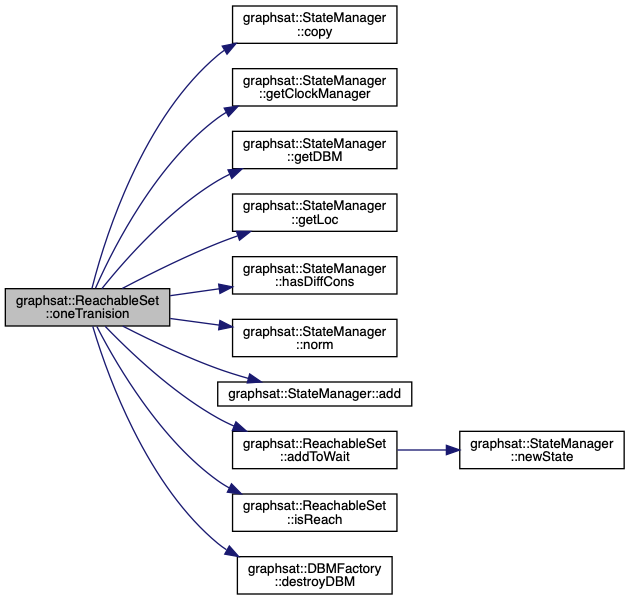 graphsat::StateManager
::copy
graphsat::StateManager
::getClockManager
graphsat::StateManager
::getDBM
graphsat::StateManager
::getLoc
graphsat::StateManager
::hasDiffCons
graphsat::ReachableSet
::oneTranision
graphsat::StateManager
::norm
graphsat::StateManager::add
graphsat::ReachableSet
::addToWait
graphsat::StateManager
::newState
graphsat::ReachableSet
::isReach
graphsat::DBMFactory
::destroyDBM